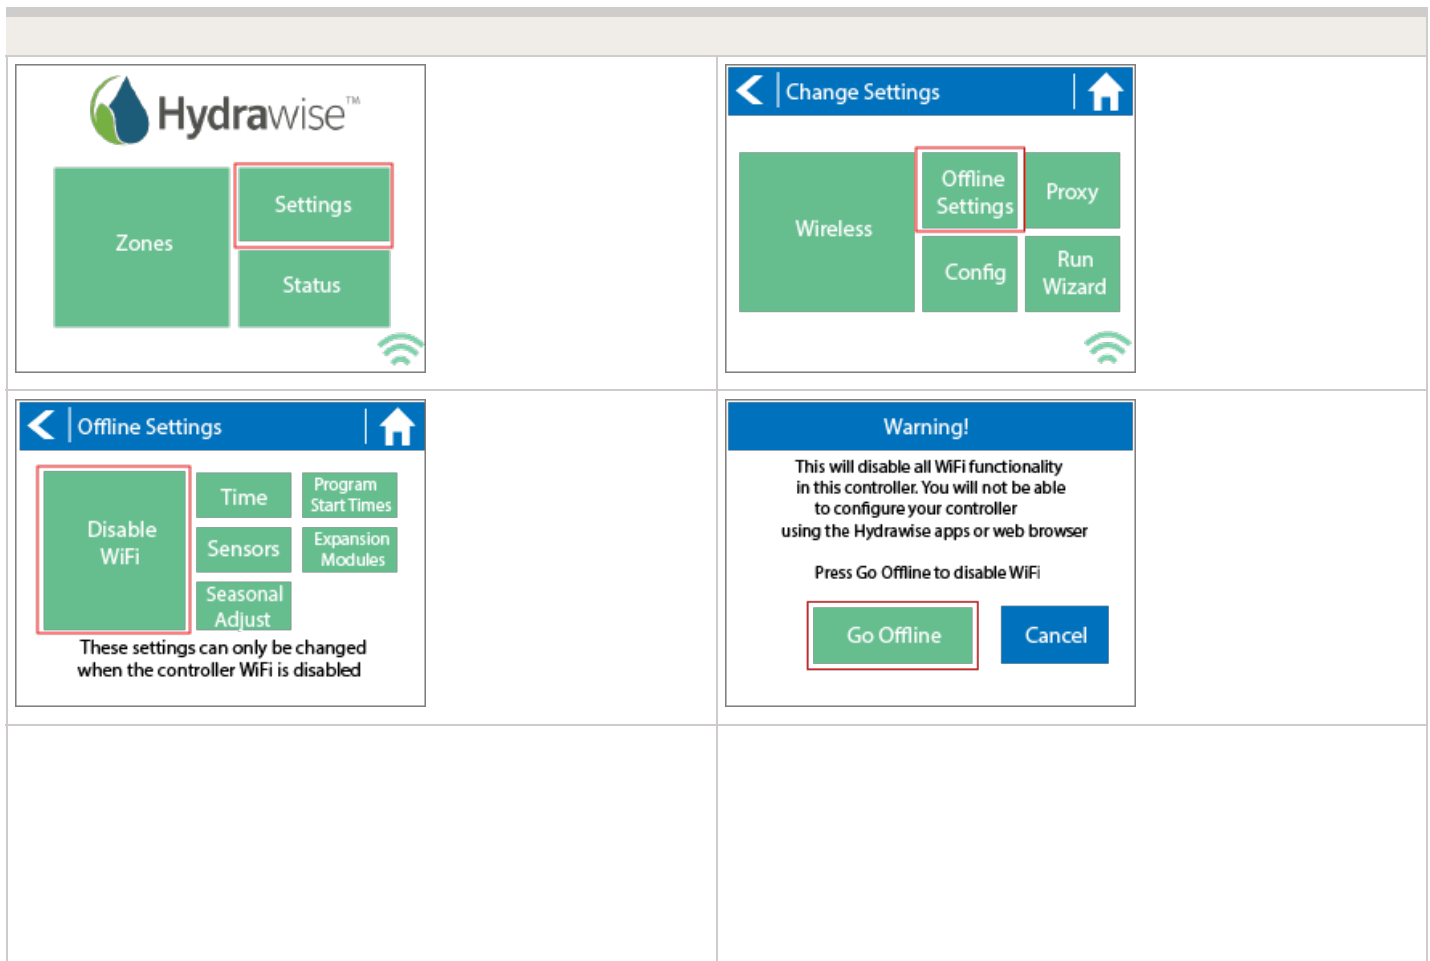 Hydrawise™
Zones
Settings
Status
Change Settings
Wireless
Offline
Settings
Proxy
Config
Run
Wizard
Offline Settings
Disable
WiFi
Time
Program
Start Times
Sensors
Expansion
Modules
Seasonal
Adjust
These settings can only be changed
when the controller WiFi is disabled
Warning!
This will disable all WiFi functionality
in this controller. You will not be able
to configure your controller
using the Hydrawise apps or web browser
Press Go Offline to disable WiFi
Go Offline
Cancel